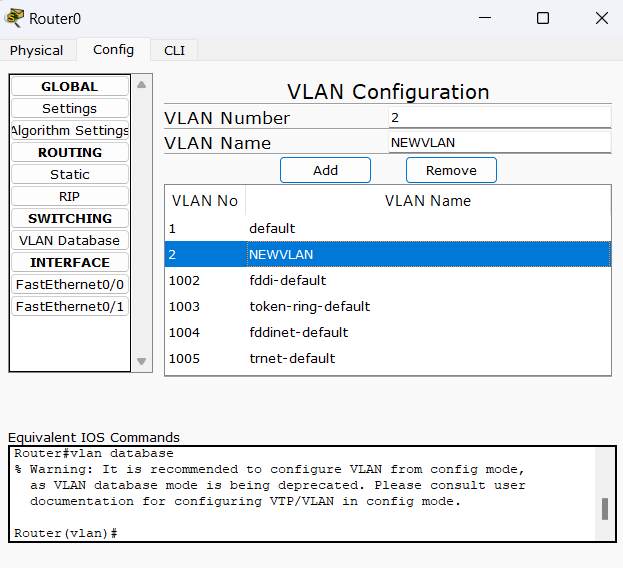 Router0
Physical Config CLI
GLOBAL
Settings
Algorithm Settings
ROUTING
Static
RIP
SWITCHING
VLAN Database
INTERFACE
FastEthernet0/0
FastEthernet0/1
VLAN Configuration
VLAN Number 2
VLAN Name NEWVLAN
Add Remove
VLAN No VLAN Name
1 default
2 NEWVLAN
1002 fddi-default
1003 token-ring-default
1004 fddinet-default
1005 trnet-default
Equivalent IOS Commands
Router#vlan database
% Warning: It is recommended to configure VLAN from config mode,
as VLAN database mode is being deprecated. Please consult user
documentation for configuring VTP/VLAN in config mode.
Router(vlan)#